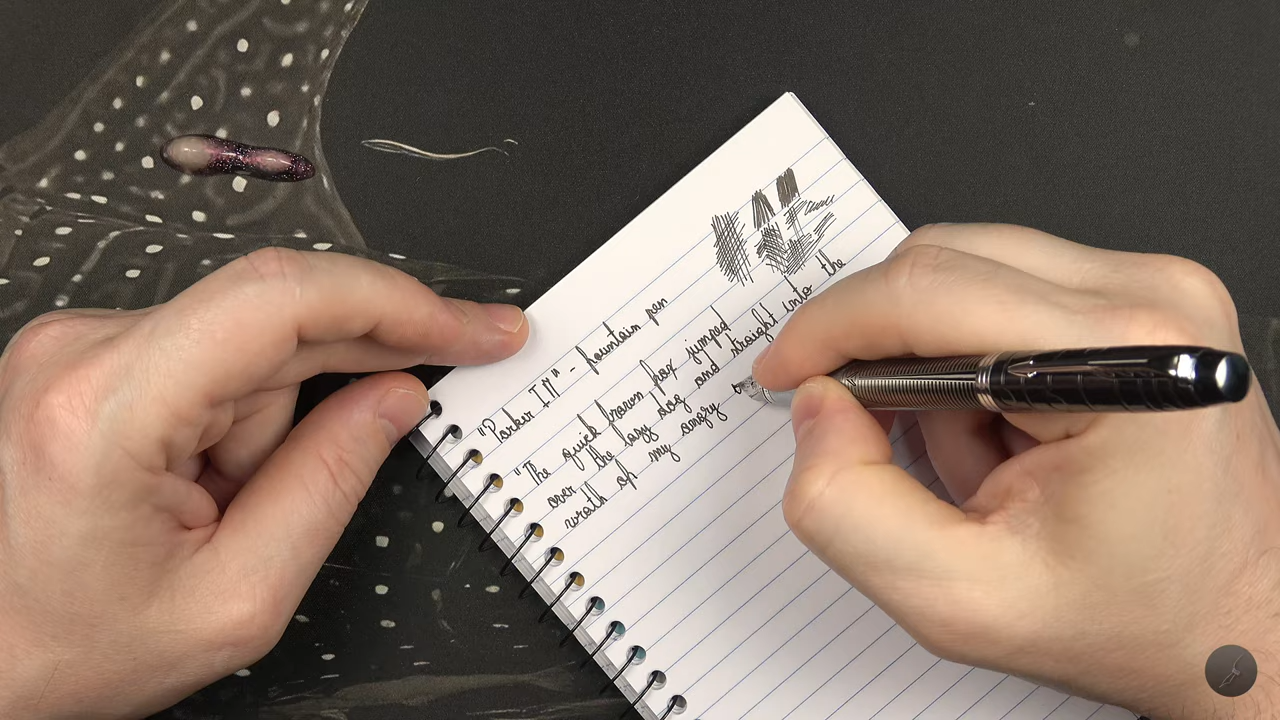 "Parker IM" - fountain pen
"The quick brown fox jumped
over the lazy dog and straight into the
wrath of my angry